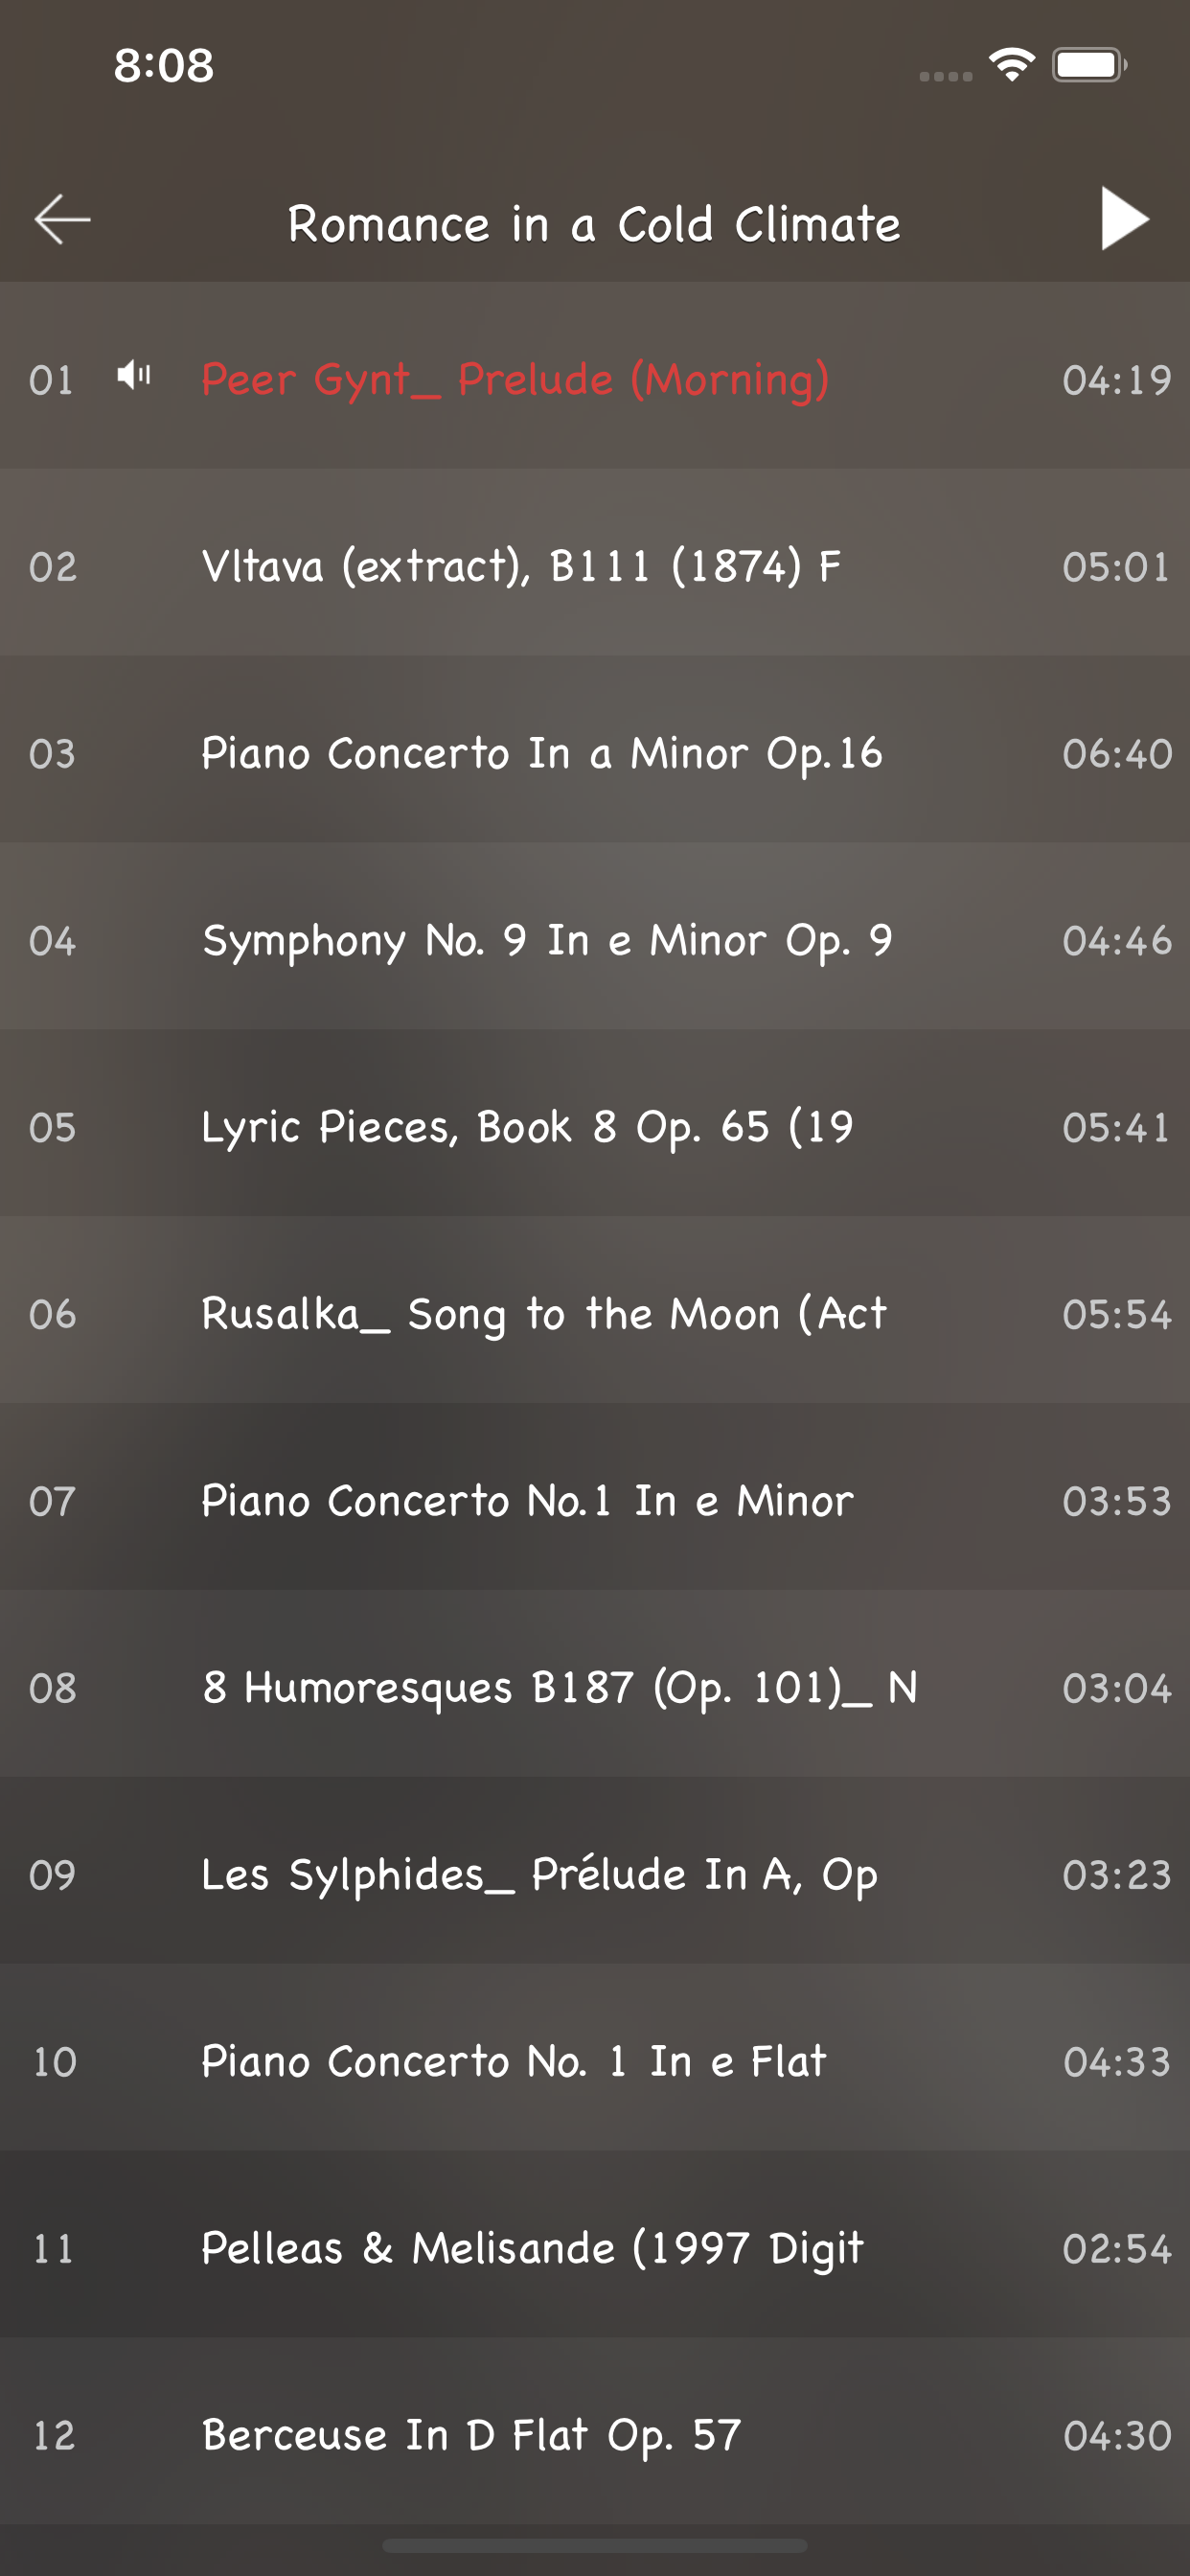 8:08
Romance in a Cold Climate
01 Peer Gynt_ Prelude (Morning) 04:19
02 Vltava (extract), B111 (1874) F 05:01
03 Piano Concerto In a Minor Op.16 06:40
04 Symphony No. 9 In e Minor Op. 9 04:46
05 Lyric Pieces, Book 8 Op. 65 (19 05:41
06 Rusalka_ Song to the Moon (Act 05:54
07 Piano Concerto No.1 In e Minor 03:53
08 8 Humoresques B187 (Op. 101)_ N 03:04
09 Les Sylphides_ Prélude In A, Op 03:23
10 Piano Concerto No. 1 In e Flat 04:33
11 Pelleas & Melisande (1997 Digit 02:54
12 Berceuse In D Flat Op. 57 04:30